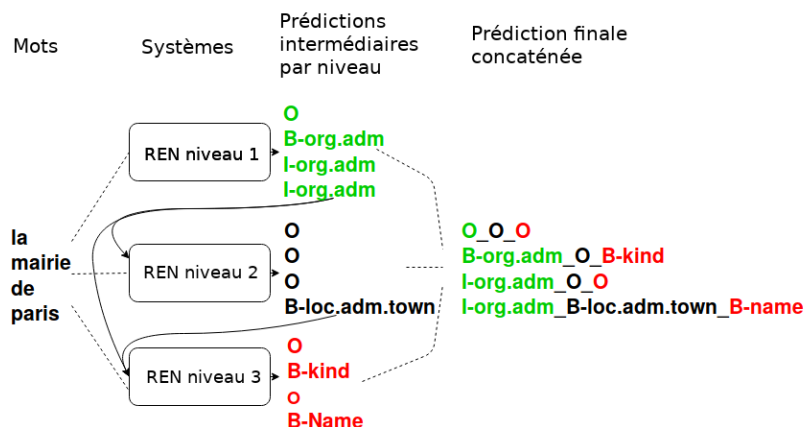 Mots
Systèmes
Prédictions
intermédiaires
par niveau
Prédiction finale
concaténée
la
mairie
de
paris
REN niveau 1
O
B-org.adm
I-org.adm
I-org.adm
REN niveau 2
O
O
O
B-loc.adm.town
REN niveau 3
O
B-kind
O
B-Name
O_O_O
B-org.adm_O_B-kind
I-org.adm_O_O
I-org.adm_B-loc.adm.town_B-name